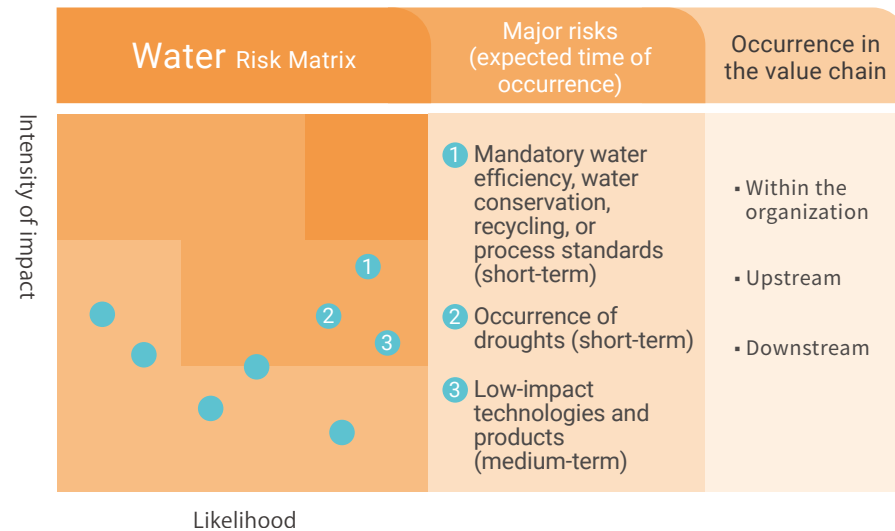 Water Risk Matrix
Major risks
(expected time of
occurrence)
Occurrence in
the value chain
Intensity of impact
1
2
3
1 Mandatory water
efficiency, water
conservation,
recycling, or
process standards
(short-term)
2 Occurrence of
droughts (short-term)
3 Low-impact
technologies and
products
(medium-term)
▪ Within the
organization
▪ Upstream
▪ Downstream
Likelihood